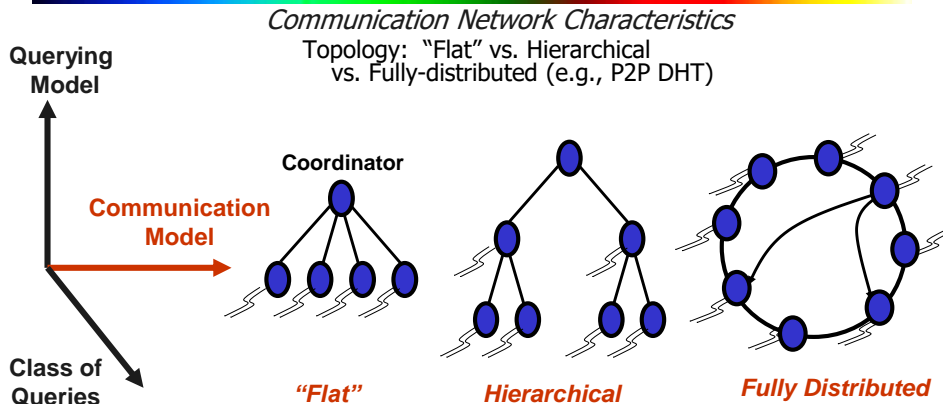 Communication Network Characteristics
Topology: “Flat” vs. Hierarchical
vs. Fully-distributed (e.g., P2P DHT)
Querying
Model
Communication
Model
Class of
Queries
Coordinator
“Flat”
Hierarchical
Fully Distributed